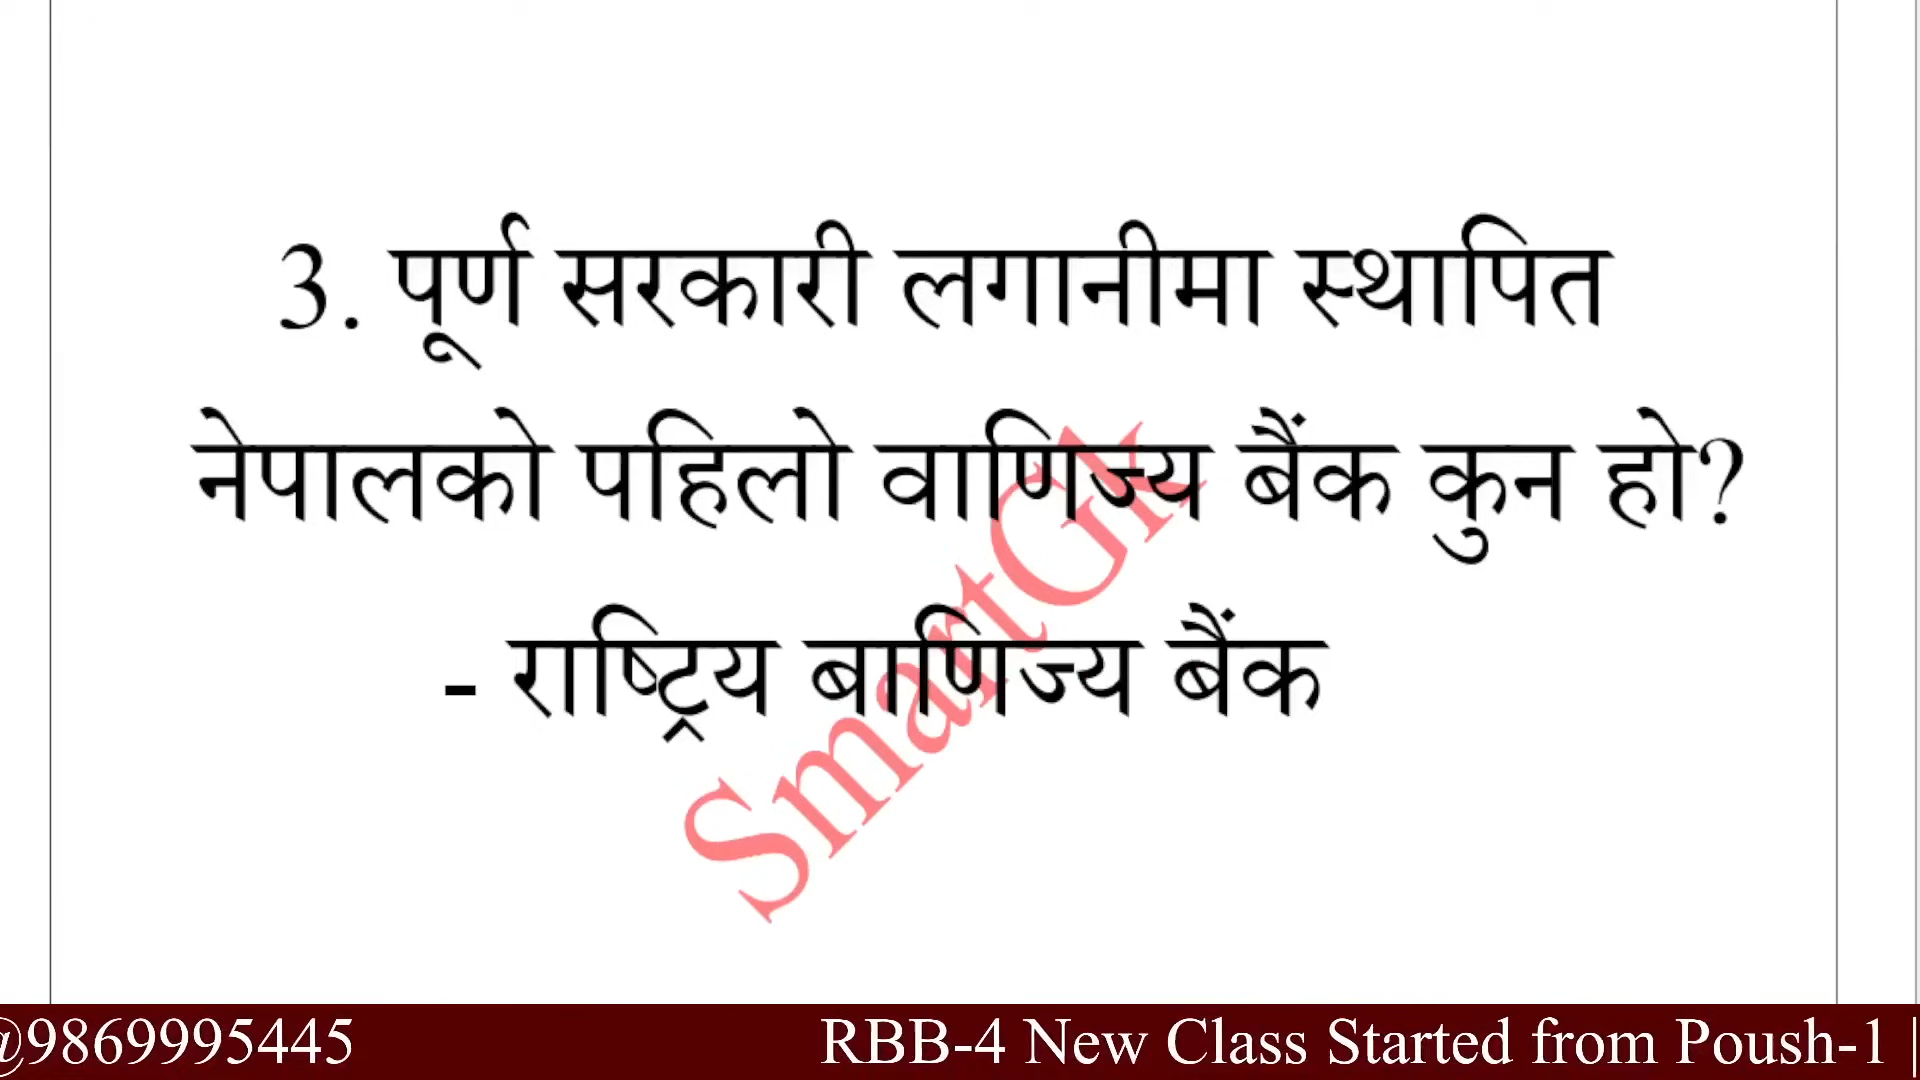 3. पूर्ण सरकारी लगानीमा स्थापित
नेपालको पहिलो वाणिज्य बैंक कुन हो?
- राष्ट्रिय बाणिज्य बैंक
SmartGk
@9869995445 RBB-4 New Class Started from Poush-1 |